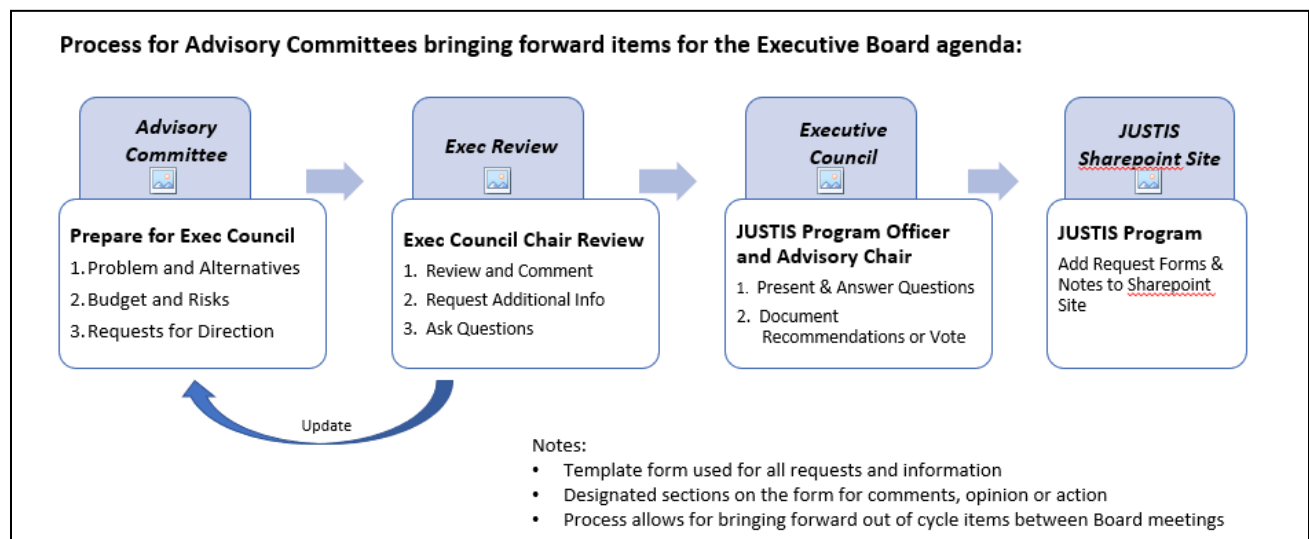 Process for Advisory Committees bringing forward items for the Executive Board agenda:
Advisory
Committee
Prepare for Exec Council
1. Problem and Alternatives
2. Budget and Risks
3. Requests for Direction
Exec Review
Exec Council Chair Review
1. Review and Comment
2. Request Additional Info
3. Ask Questions
Executive
Council
JUSTIS Program Officer
and Advisory Chair
1. Present & Answer Questions
2. Document
Recommendations or Vote
JUSTIS
Sharepoint Site
JUSTIS Program
Add Request Forms &
Notes to Sharepoint
Site
Update
Notes:
• Template form used for all requests and information
• Designated sections on the form for comments, opinion or action
• Process allows for bringing forward out of cycle items between Board meetings